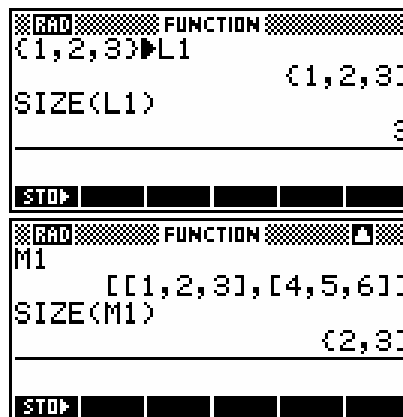 RAD FUNCTION
{1,2,3}▶L1
{1,2,3}
SIZE(L1)
3
STO▶
RAD FUNCTION
M1
[[1,2,3],[4,5,6]]
SIZE(M1)
{2,3}
STO▶